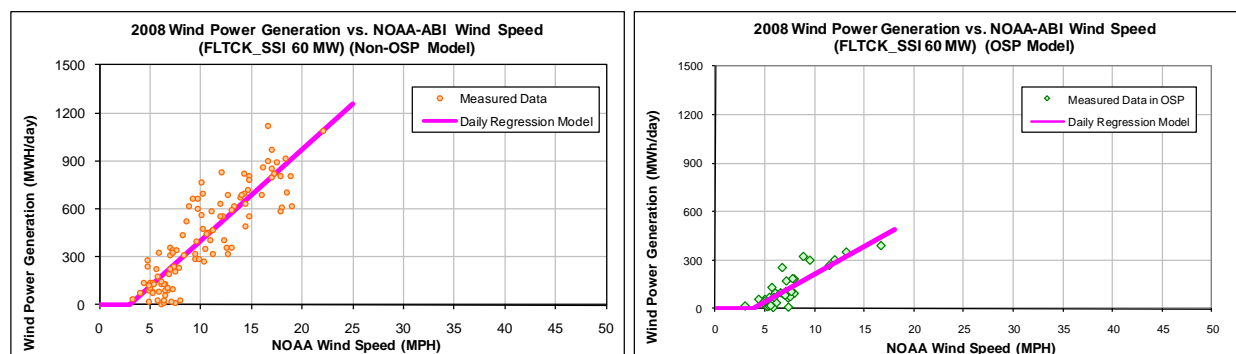 2008 Wind Power Generation vs. NOAA-ABI Wind Speed
(FLTCK_SSI 60 MW) (Non-OSP Model)
Wind Power Generation (MWH/day)
1500
1200
900
600
300
0
Measured Data
Daily Regression Model
0 5 10 15 20 25 30 35 40 45 50
NOAA Wind Speed (MPH)
2008 Wind Power Generation vs. NOAA-ABI Wind Speed
(FLTCK_SSI 60 MW) (OSP Model)
Wind Power Generation (MWh/day)
1500
1200
900
600
300
0
Measured Data in OSP
Daily Regression Model
0 5 10 15 20 25 30 35 40 45 50
NOAA Wind Speed (MPH)